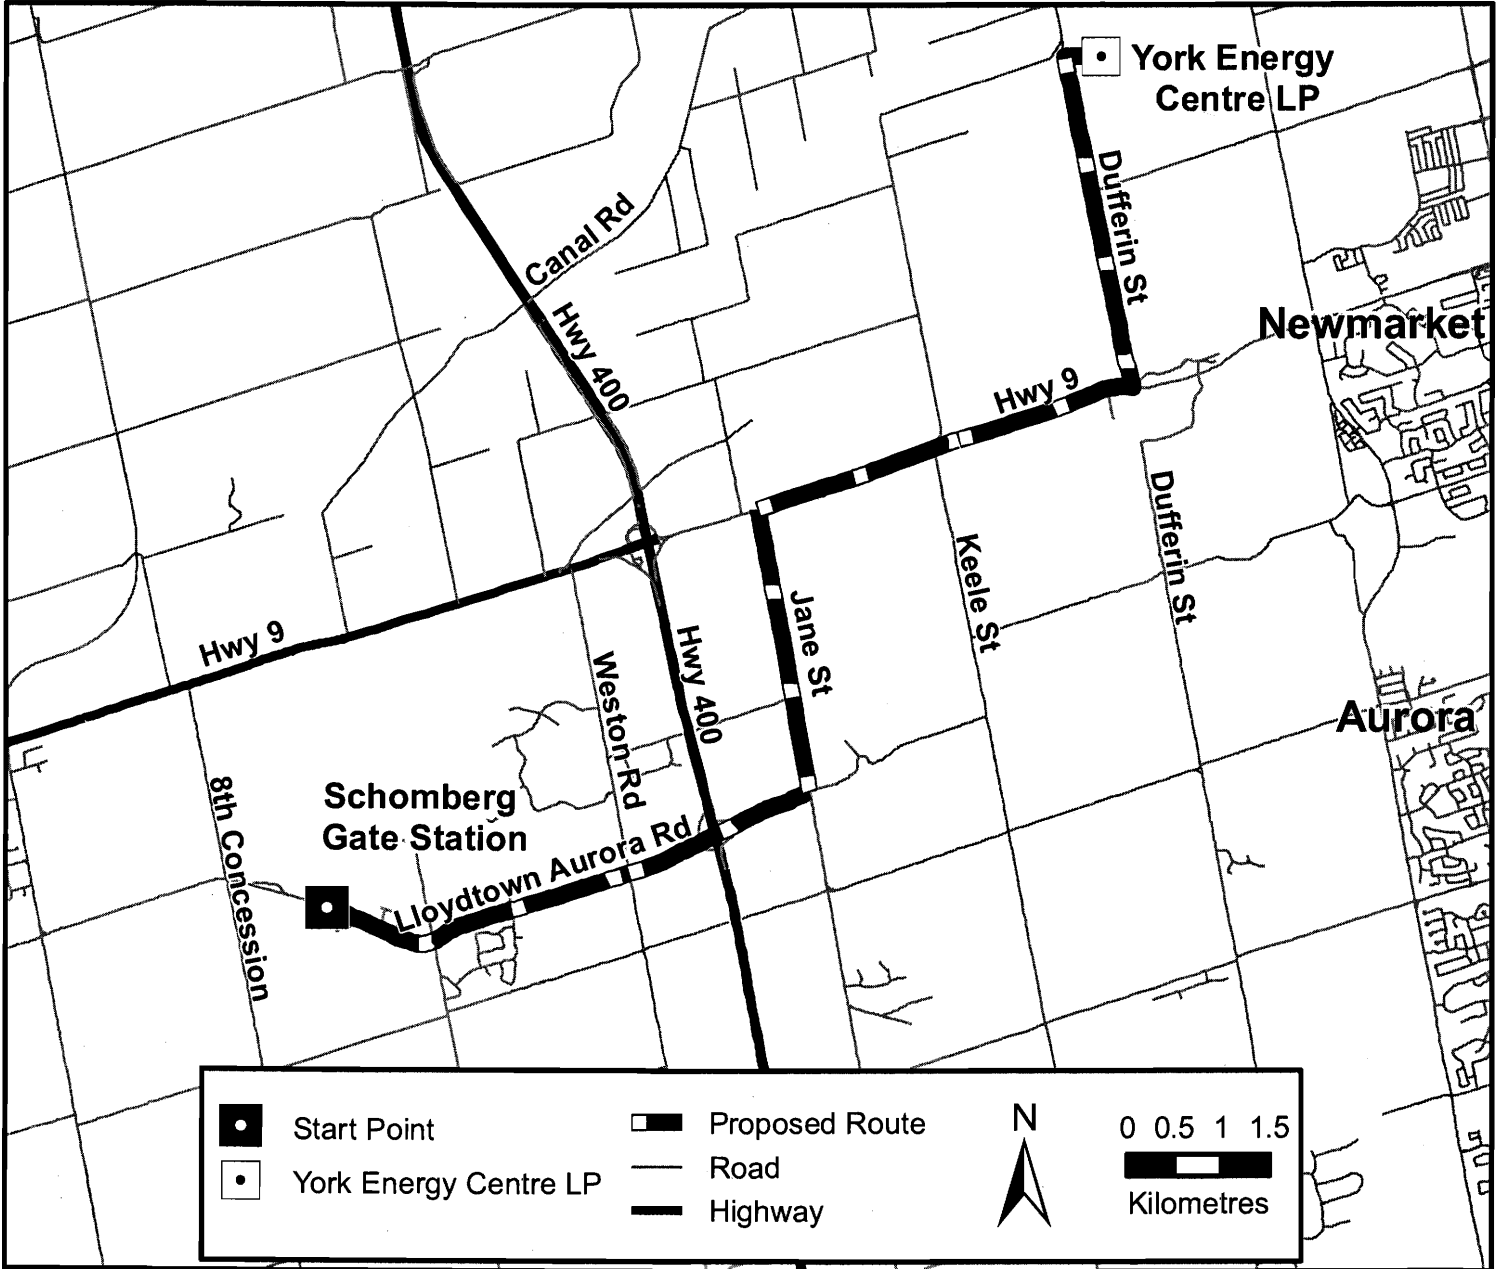 York Energy
Centre LP
Dufferin St
Canal Rd
Hwy 400
Newmarket
Hwy 9
Dufferin St
Keele St
Jane St
Hwy 9
Weston Rd
Hwy 400
Aurora
Schomberg
Gate Station
8th Concession
Lloydtown Aurora Rd
Start Point
York Energy Centre LP
Proposed Route
Road
Highway
N
0 0.5 1 1.5
Kilometres